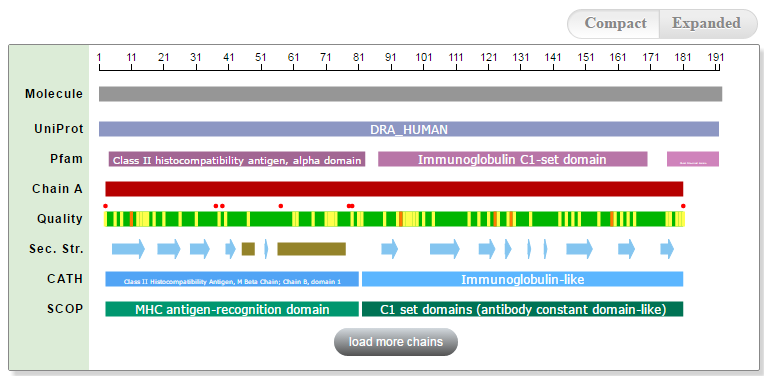 Compact Expanded
1 11 31 41 51 61 71 81 91 101 111 121 131 141 151 161 171 181 191
Molecule
UniProt DRA_HUMAN
Pfam Class II histocompatibility antigen, alpha domain Immunoglobulin C1-set domain
Chain A
Quality
Sec. Str.
CATH Class II Histocompatibility Antigen, M Beta Chain; Chain B, domain 1 Immunoglobulin-like
SCOP MHC antigen-recognition domain C1 set domains (antibody constant domain-like)
load more chains